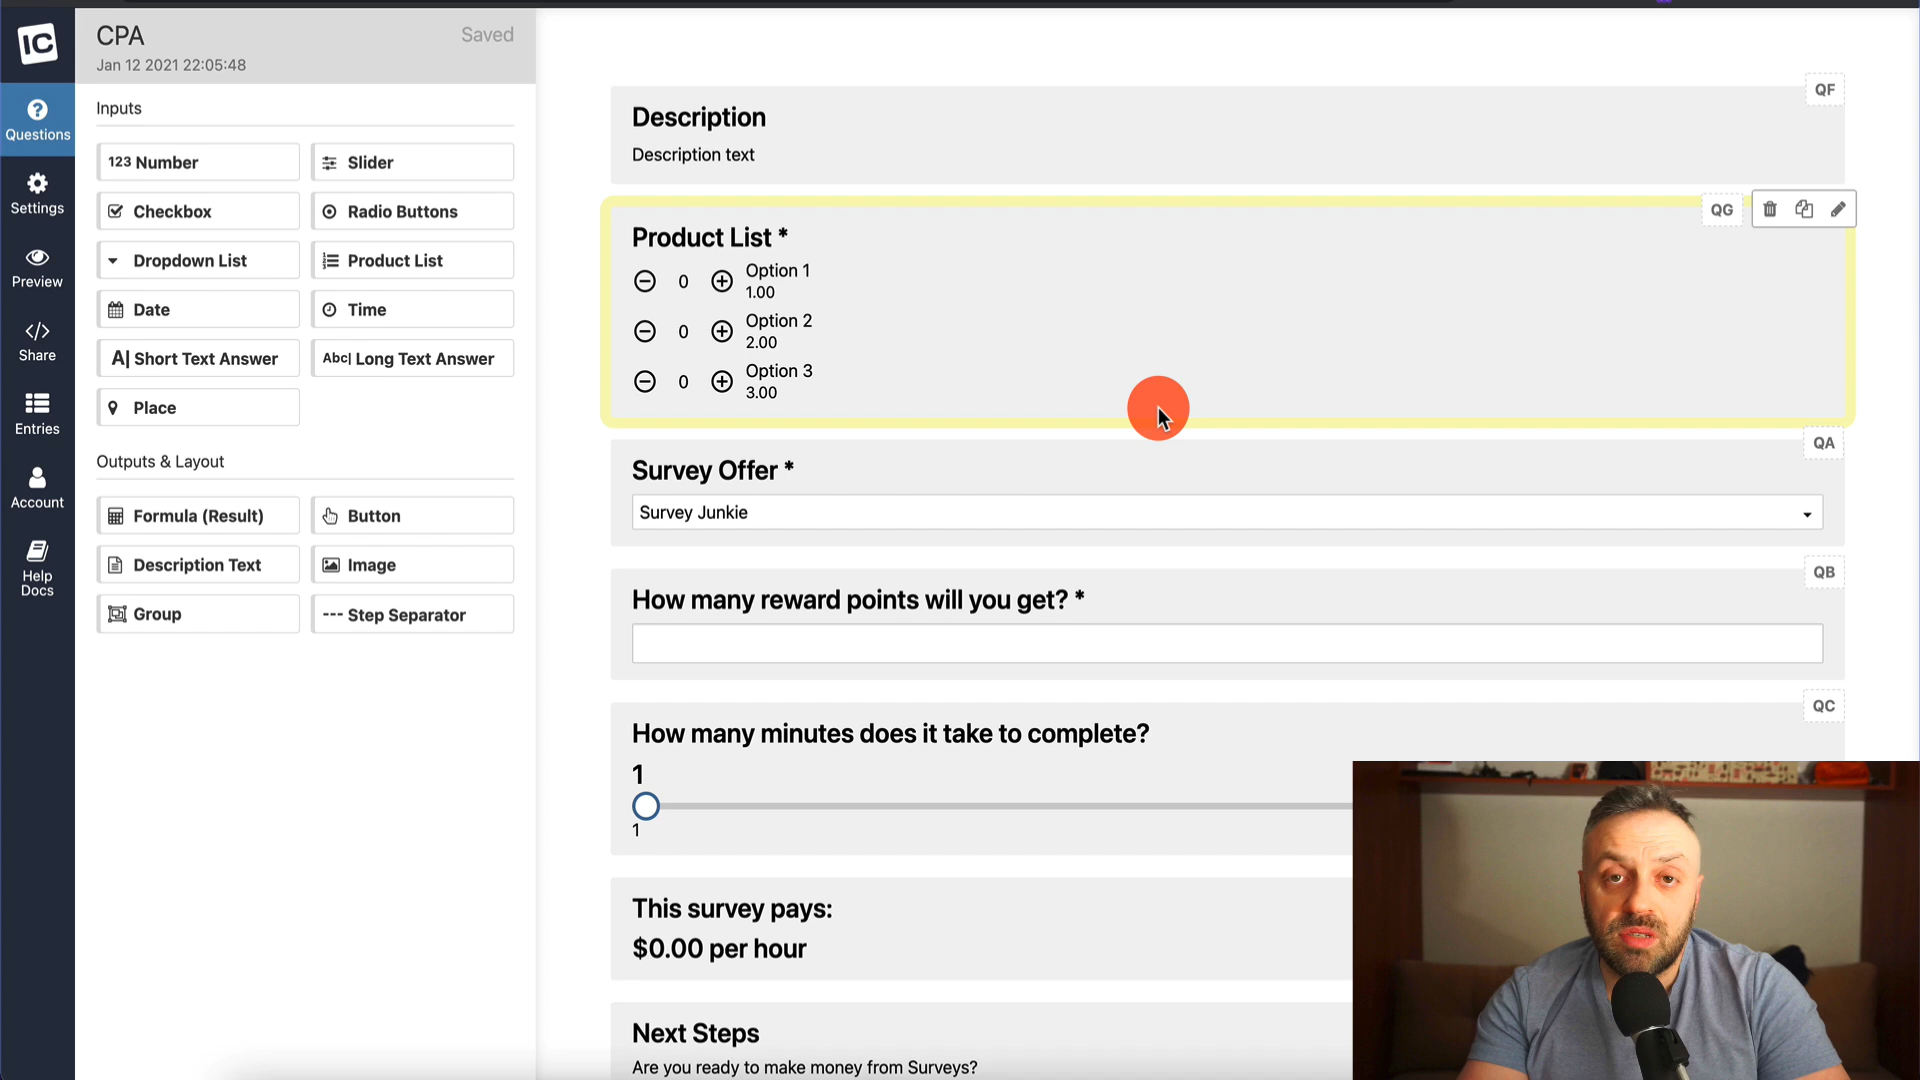 IC
CPA
Saved
Jan 12 2021 22:05:48
Questions
Settings
Preview
Share
Entries
Account
Help
Docs
Inputs
123 Number
Slider
Checkbox
Radio Buttons
Dropdown List
Product List
Date
Time
A| Short Text Answer
Abc| Long Text Answer
Place
Outputs & Layout
Formula (Result)
Button
Description Text
Image
Group
--- Step Separator
QF
Description
Description text
QG
Product List *
0
Option 1
1.00
0
Option 2
2.00
0
Option 3
3.00
QA
Survey Offer *
Survey Junkie
QB
How many reward points will you get? *
QC
How many minutes does it take to complete?
1
1
This survey pays:
$0.00 per hour
Next Steps
Are you ready to make money from Surveys?